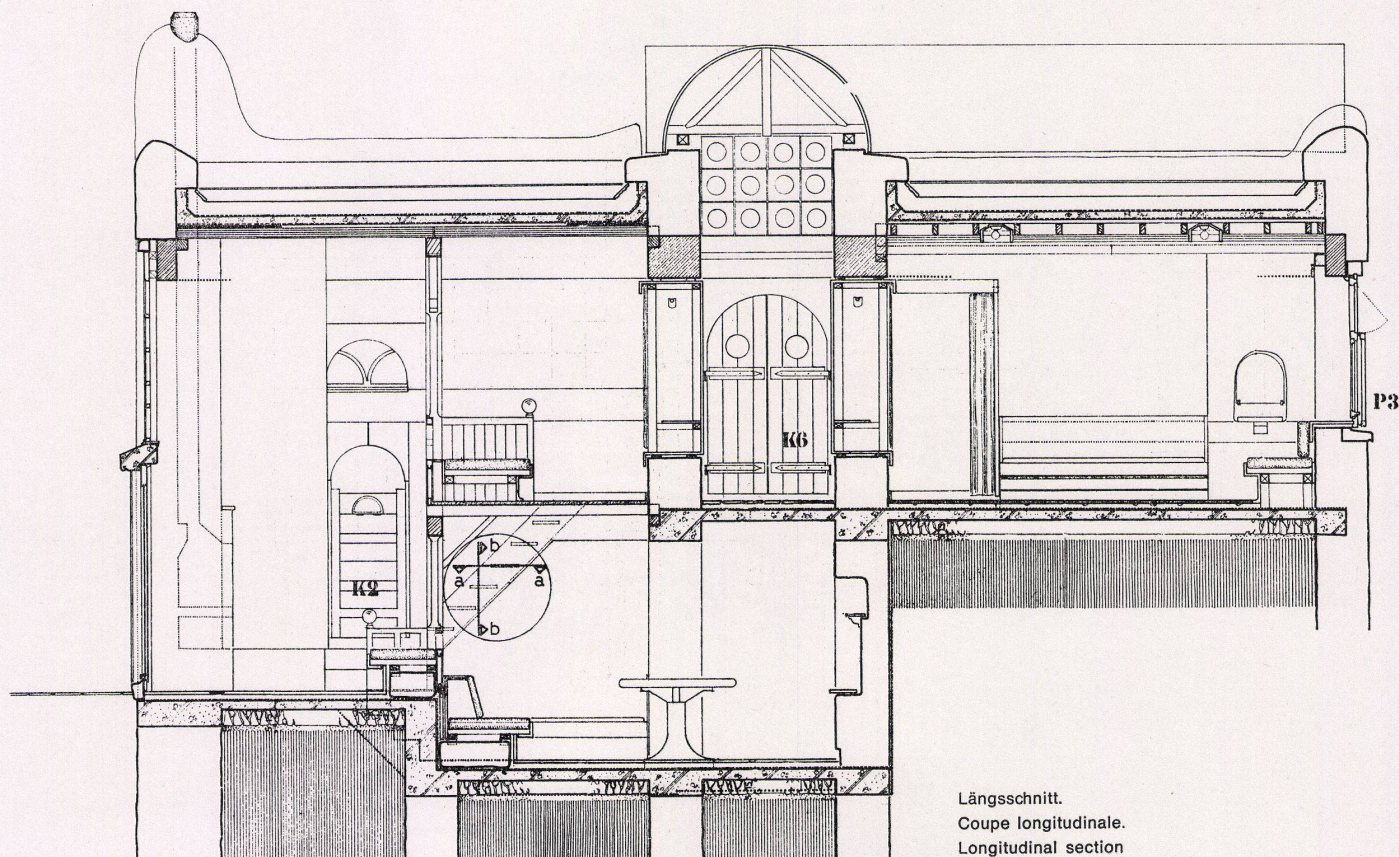 P3
K6
b
a a
K2
b
Längsschnitt.
Coupe longitudinale.
Longitudinal section